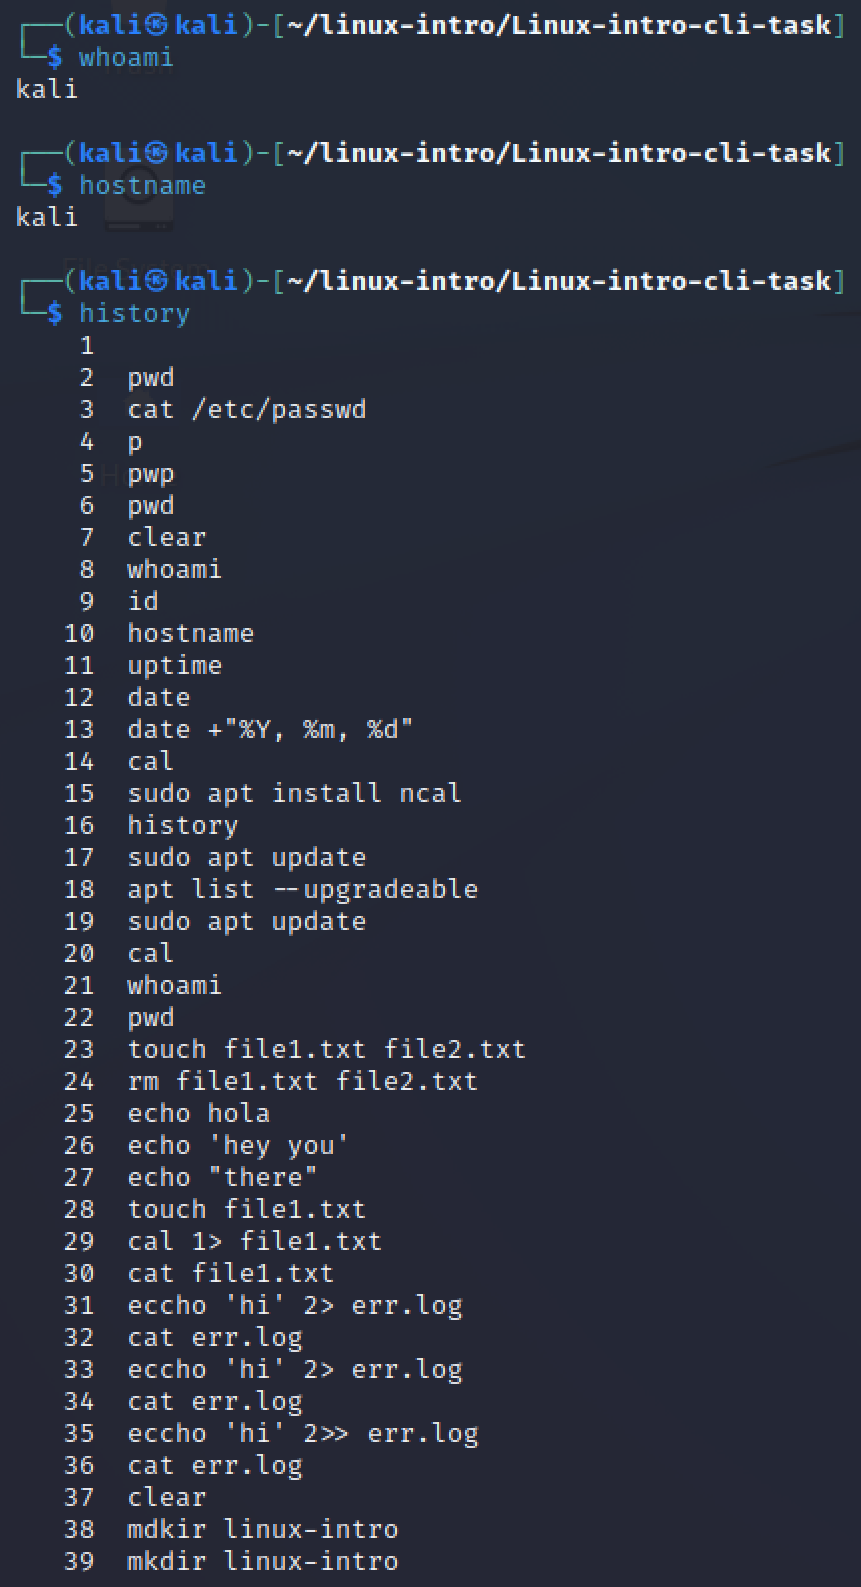 ┌──(kali㉿kali)-[~/linux-intro/Linux-intro-cli-task]
└─$ whoami
kali
┌──(kali㉿kali)-[~/linux-intro/Linux-intro-cli-task]
└─$ hostname
kali
┌──(kali㉿kali)-[~/linux-intro/Linux-intro-cli-task]
└─$ history
1
2 pwd
3 cat /etc/passwd
4 p
5 pwp
6 pwd
7 clear
8 whoami
9 id
10 hostname
11 uptime
12 date
13 date +"%Y, %m, %d"
14 cal
15 sudo apt install ncal
16 history
17 sudo apt update
18 apt list --upgradeable
19 sudo apt update
20 cal
21 whoami
22 pwd
23 touch file1.txt file2.txt
24 rm file1.txt file2.txt
25 echo hola
26 echo 'hey you'
27 echo "there"
28 touch file1.txt
29 cal 1> file1.txt
30 cat file1.txt
31 eccho 'hi' 2> err.log
32 cat err.log
33 eccho 'hi' 2> err.log
34 cat err.log
35 eccho 'hi' 2>> err.log
36 cat err.log
37 clear
38 mdkir linux-intro
39 mkdir linux-intro